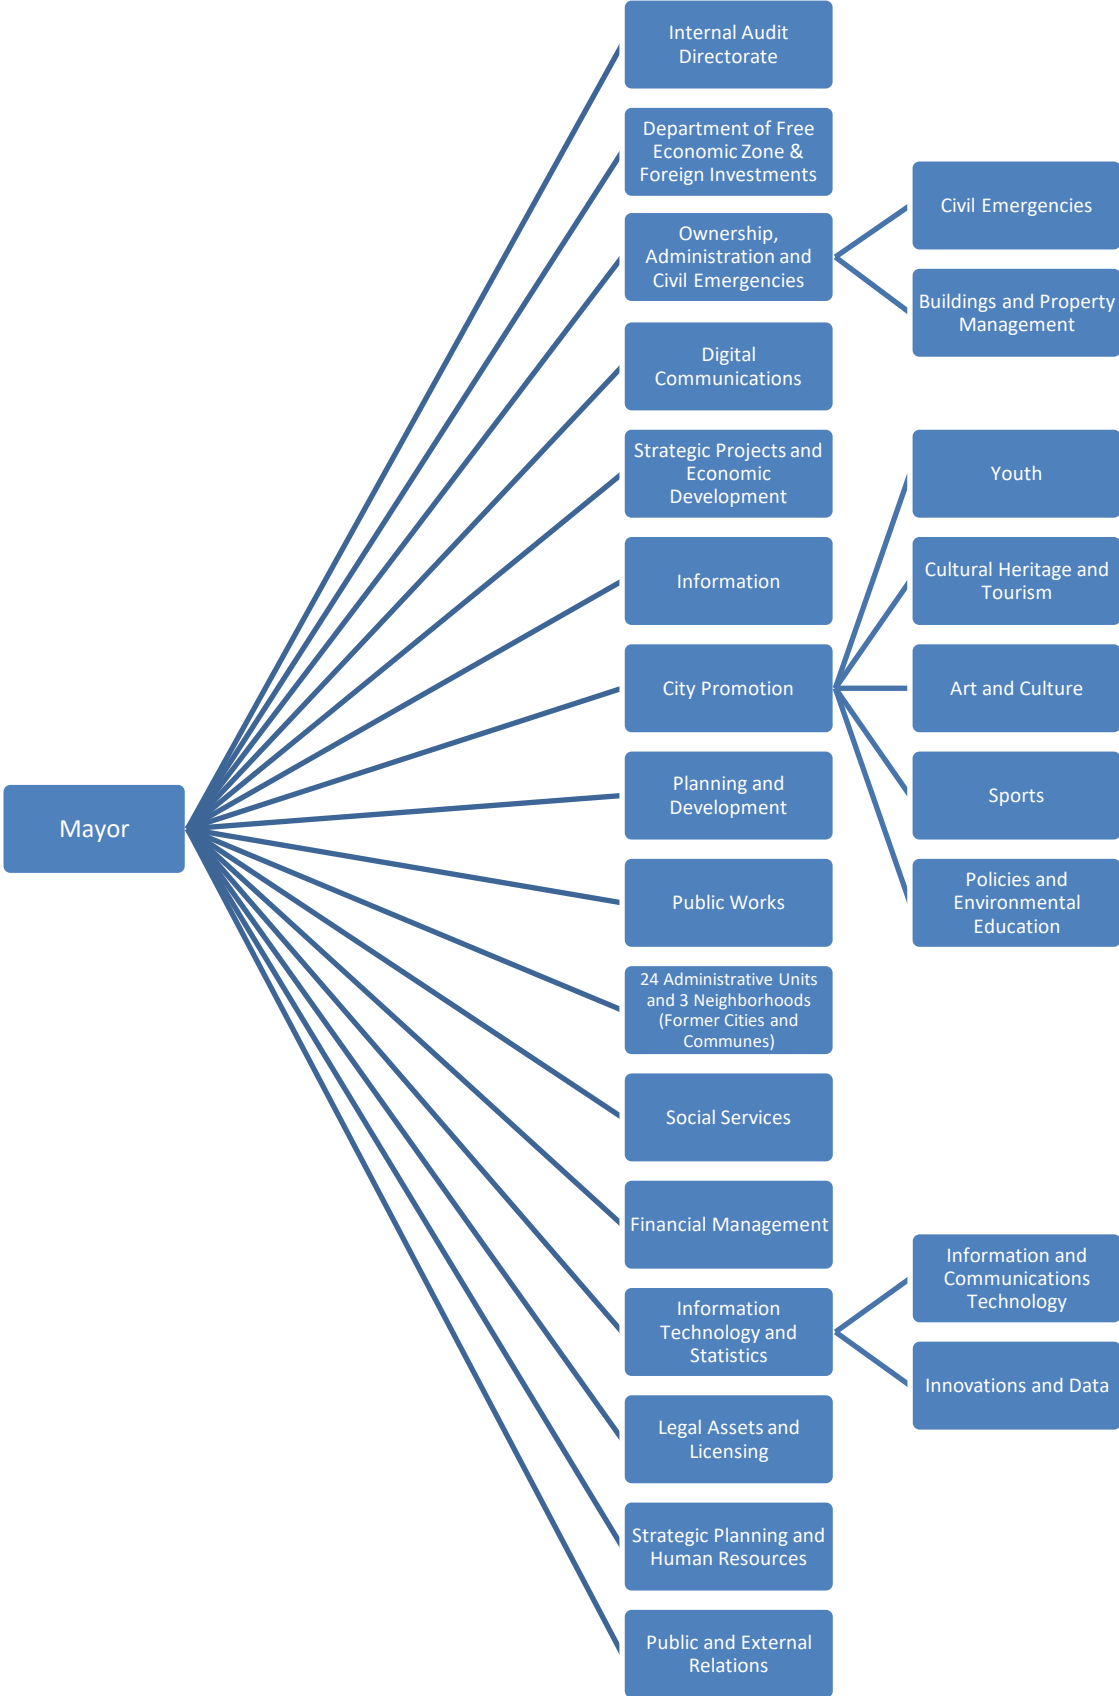 Mayor
Internal Audit
Directorate
Department of Free
Economic Zone &
Foreign Investments
Ownership,
Administration and
Civil Emergencies
Civil Emergencies
Buildings and Property
Management
Digital
Communications
Strategic Projects and
Economic
Development
Information
City Promotion
Youth
Cultural Heritage and
Tourism
Art and Culture
Sports
Policies and
Environmental
Education
Planning and
Development
Public Works
24 Administrative Units
and 3 Neighborhoods
(Former Cities and
Communes)
Social Services
Financial Management
Information
Technology and
Statistics
Information and
Communications
Technology
Innovations and Data
Legal Assets and
Licensing
Strategic Planning and
Human Resources
Public and External
Relations